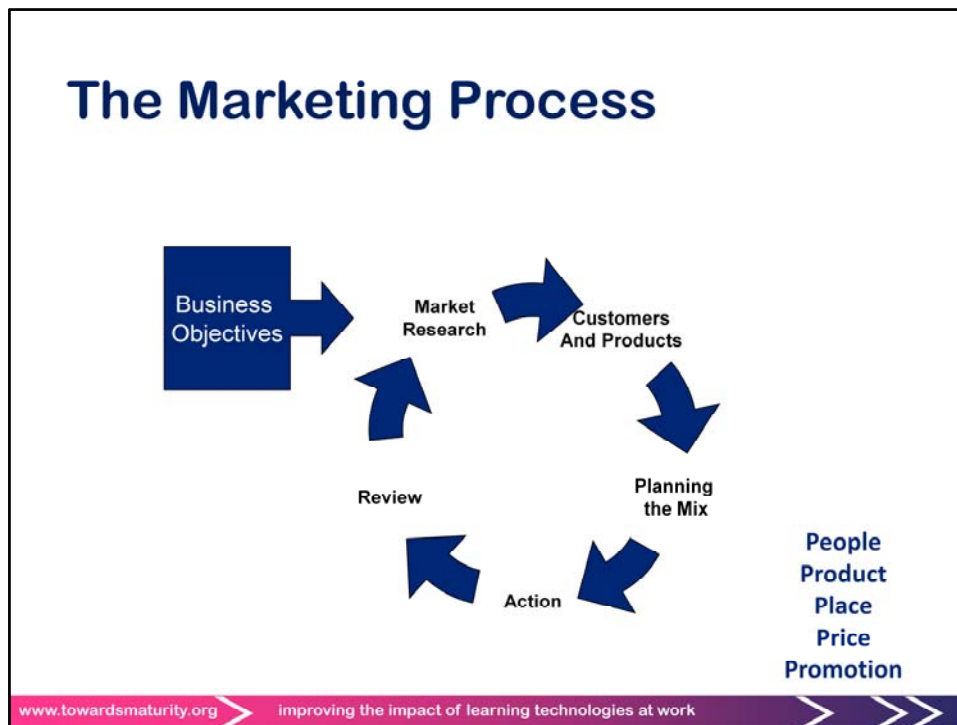 The Marketing Process
Business
Objectives
Market
Research
Customers
And Products
Planning
the Mix
Action
Review
People
Product
Place
Price
Promotion
www.towardsmaturity.org
improving the impact of learning technologies at work